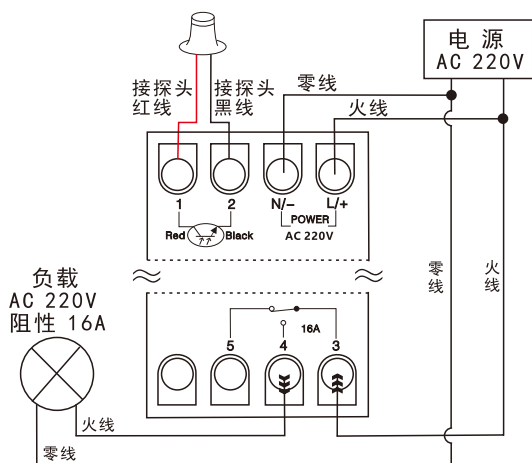 电 源
AC 220V
接探头
红线
接探头
黑线
零线
火线
1
2
N/-
L/+
POWER
AC 220V
Red
Black
零线
火线
负载
AC 220V
阻性 16A
16A
5
4
3
火线
零线